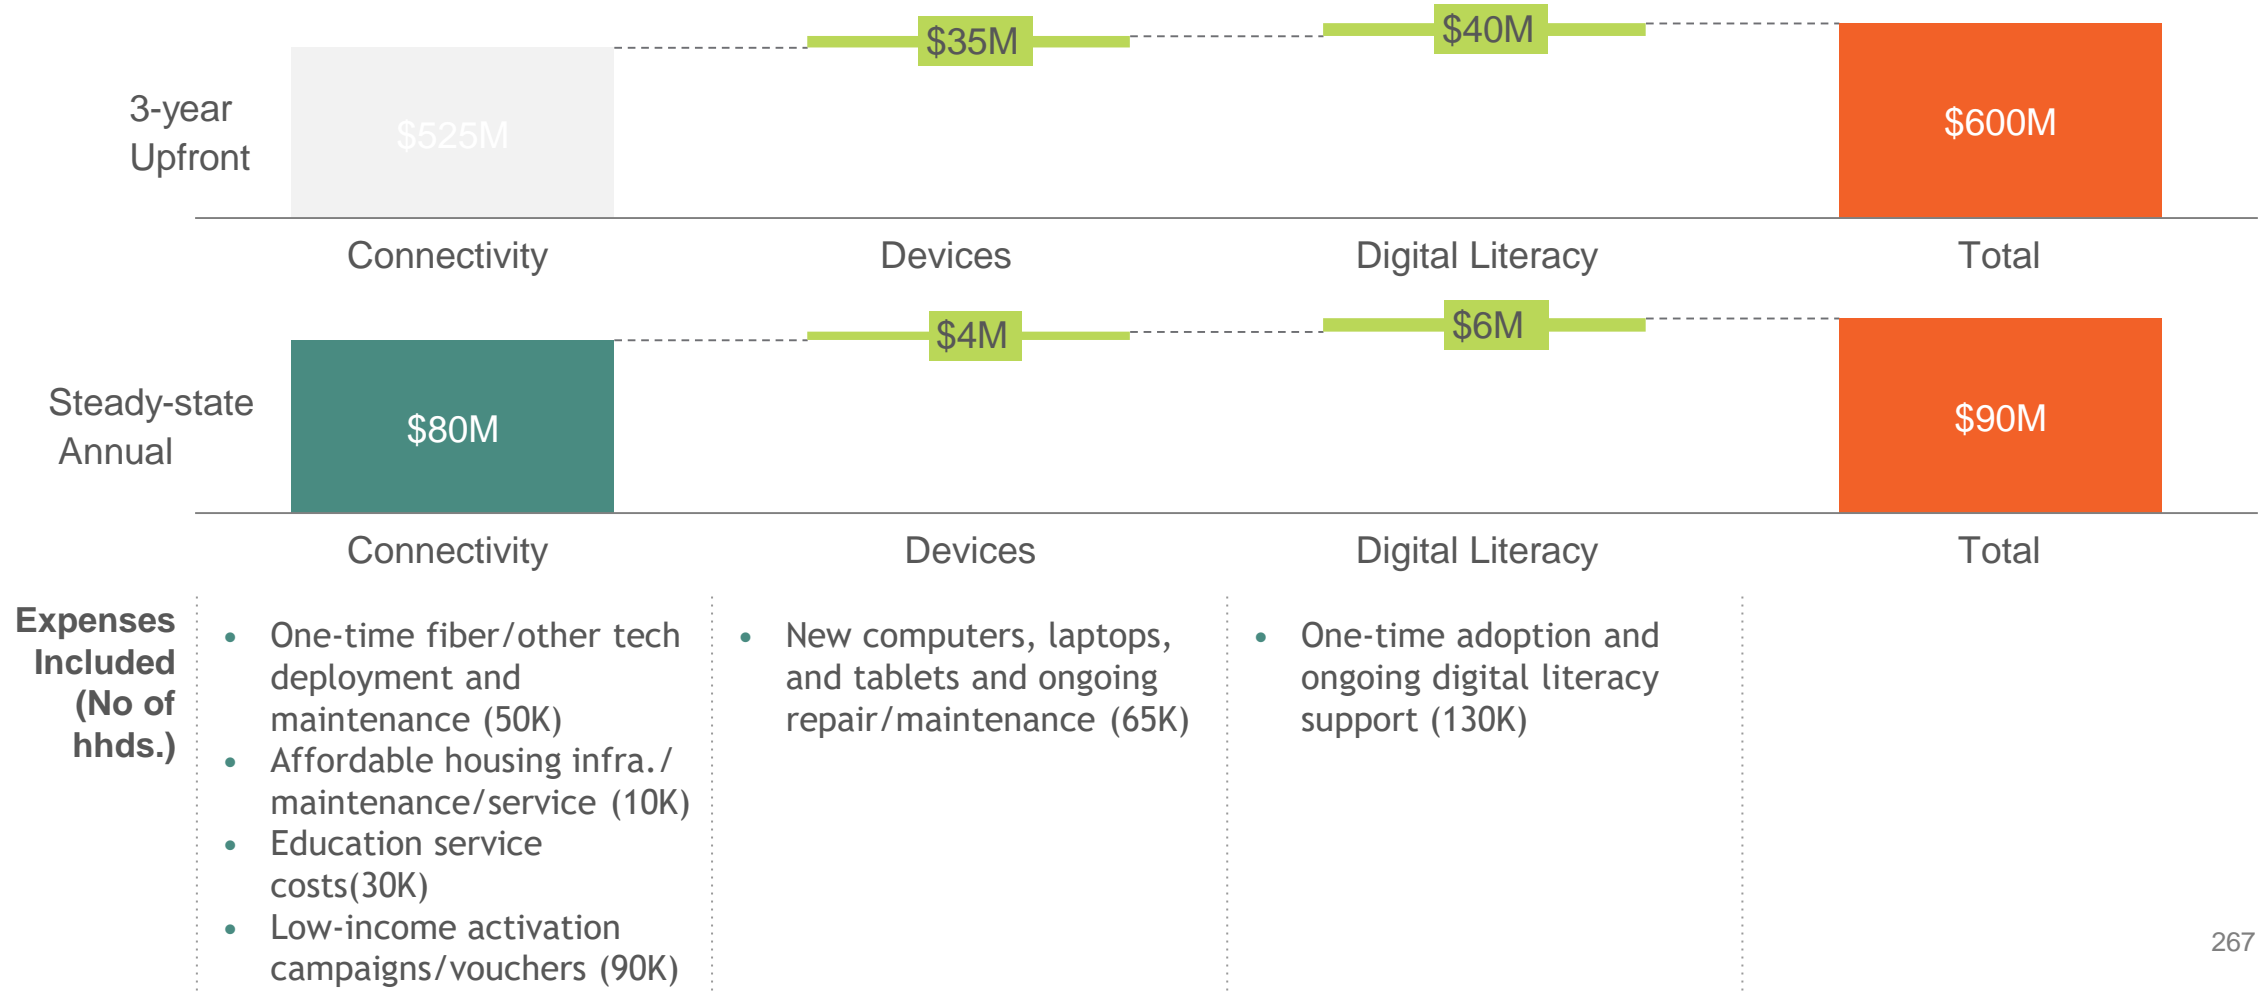 $35M
$40M
3-year
Upfront
$525M
$600M
Connectivity
Devices
Digital Literacy
Total
$4M
$6M
Steady-state
Annual
$80M
$90M
Connectivity
Devices
Digital Literacy
Total
Expenses
Included
(No of
hhds.)
• One-time fiber/other tech
deployment and
maintenance (50K)
• Affordable housing infra./
maintenance/service (10K)
• Education service
costs(30K)
• Low-income activation
campaigns/vouchers (90K)
• New computers, laptops,
and tablets and ongoing
repair/maintenance (65K)
• One-time adoption and
ongoing digital literacy
support (130K)
267